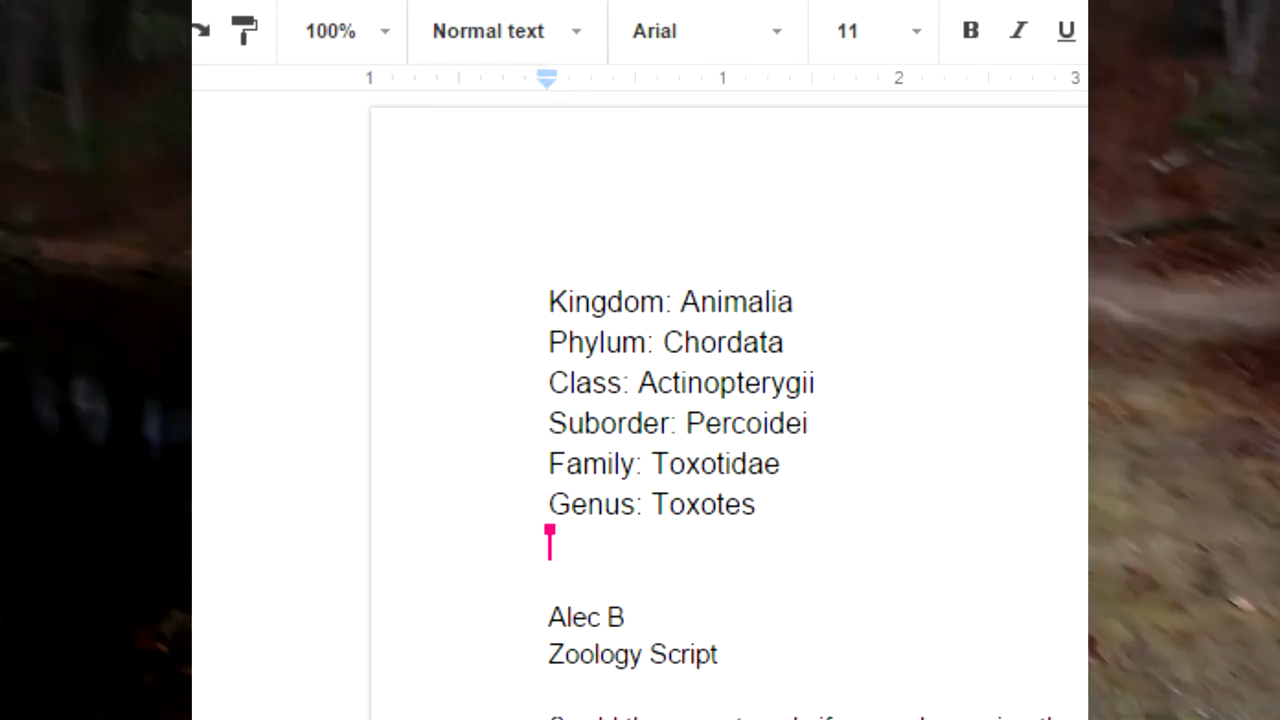 100% Normal text Arial 11 B I U
1 1 2 3
Kingdom: Animalia
Phylum: Chordata
Class: Actinopterygii
Suborder: Percoidei
Family: Toxotidae
Genus: Toxotes
Alec B
Zoology Script